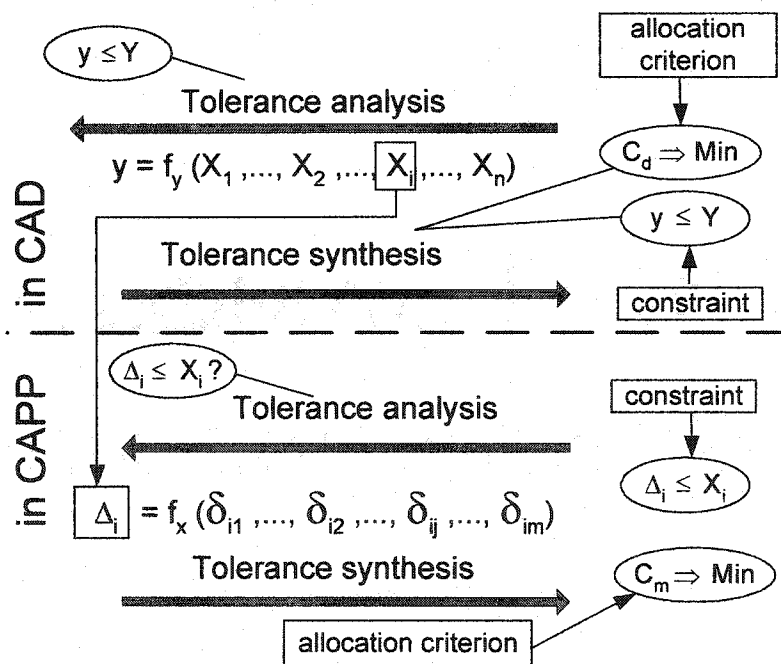 y ≤ Y
allocation
criterion
Tolerance analysis
C_d ⇒ Min
y = f_y (X_1 ,..., X_2 ,..., X_i ,..., X_n)
y ≤ Y
Tolerance synthesis
constraint
in CAD
Δ_i ≤ X_i ?
constraint
Tolerance analysis
Δ_i ≤ X_i
Δ_i = f_x (δ_i1 ,..., δ_i2 ,..., δ_ij ,..., δ_im)
Tolerance synthesis
C_m ⇒ Min
allocation criterion
in CAPP